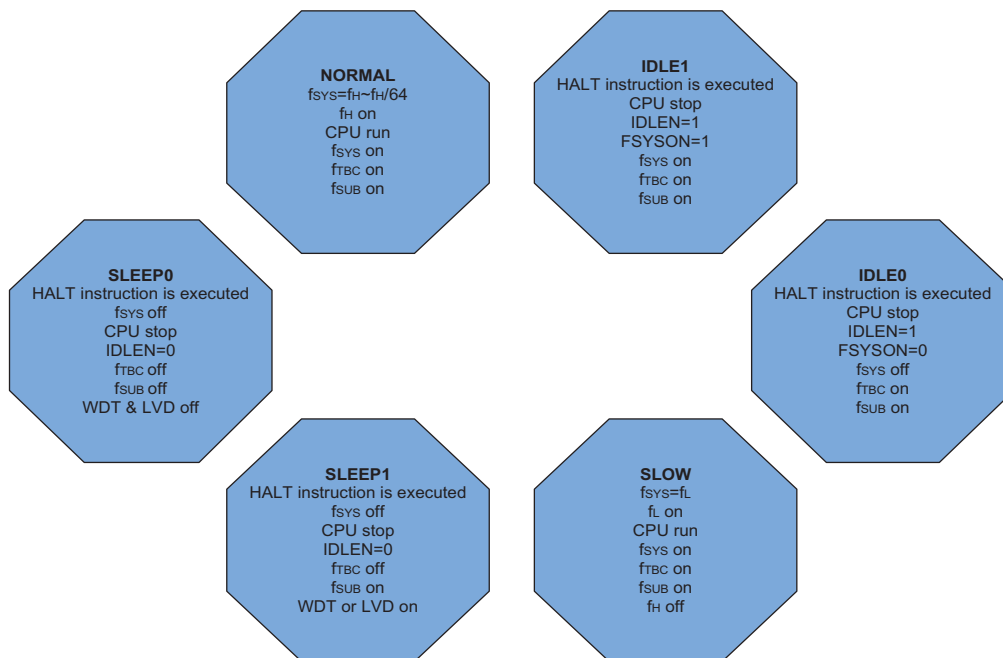 NORMAL
fSYS=fH~fH/64
fH on
CPU run
fSYS on
fTBC on
fSUB on
IDLE1
HALT instruction is executed
CPU stop
IDLEN=1
FSYSON=1
fSYS on
fTBC on
fSUB on
SLEEP0
HALT instruction is executed
fSYS off
CPU stop
IDLEN=0
fTBC off
fSUB off
WDT & LVD off
IDLE0
HALT instruction is executed
CPU stop
IDLEN=1
FSYSON=0
fSYS off
fTBC on
fSUB on
SLEEP1
HALT instruction is executed
fSYS off
CPU stop
IDLEN=0
fTBC off
fSUB on
WDT or LVD on
SLOW
fSYS=fL
fL on
CPU run
fSYS on
fTBC on
fSUB on
fH off